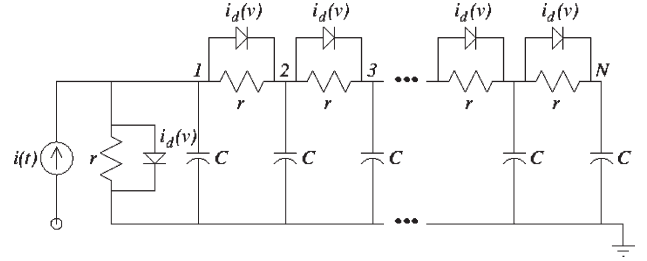 i_d(v) i_d(v) i_d(v) i_d(v)
1 2 3 ••• N
r r r r
i(t) r i_d(v) C C C C C
•••